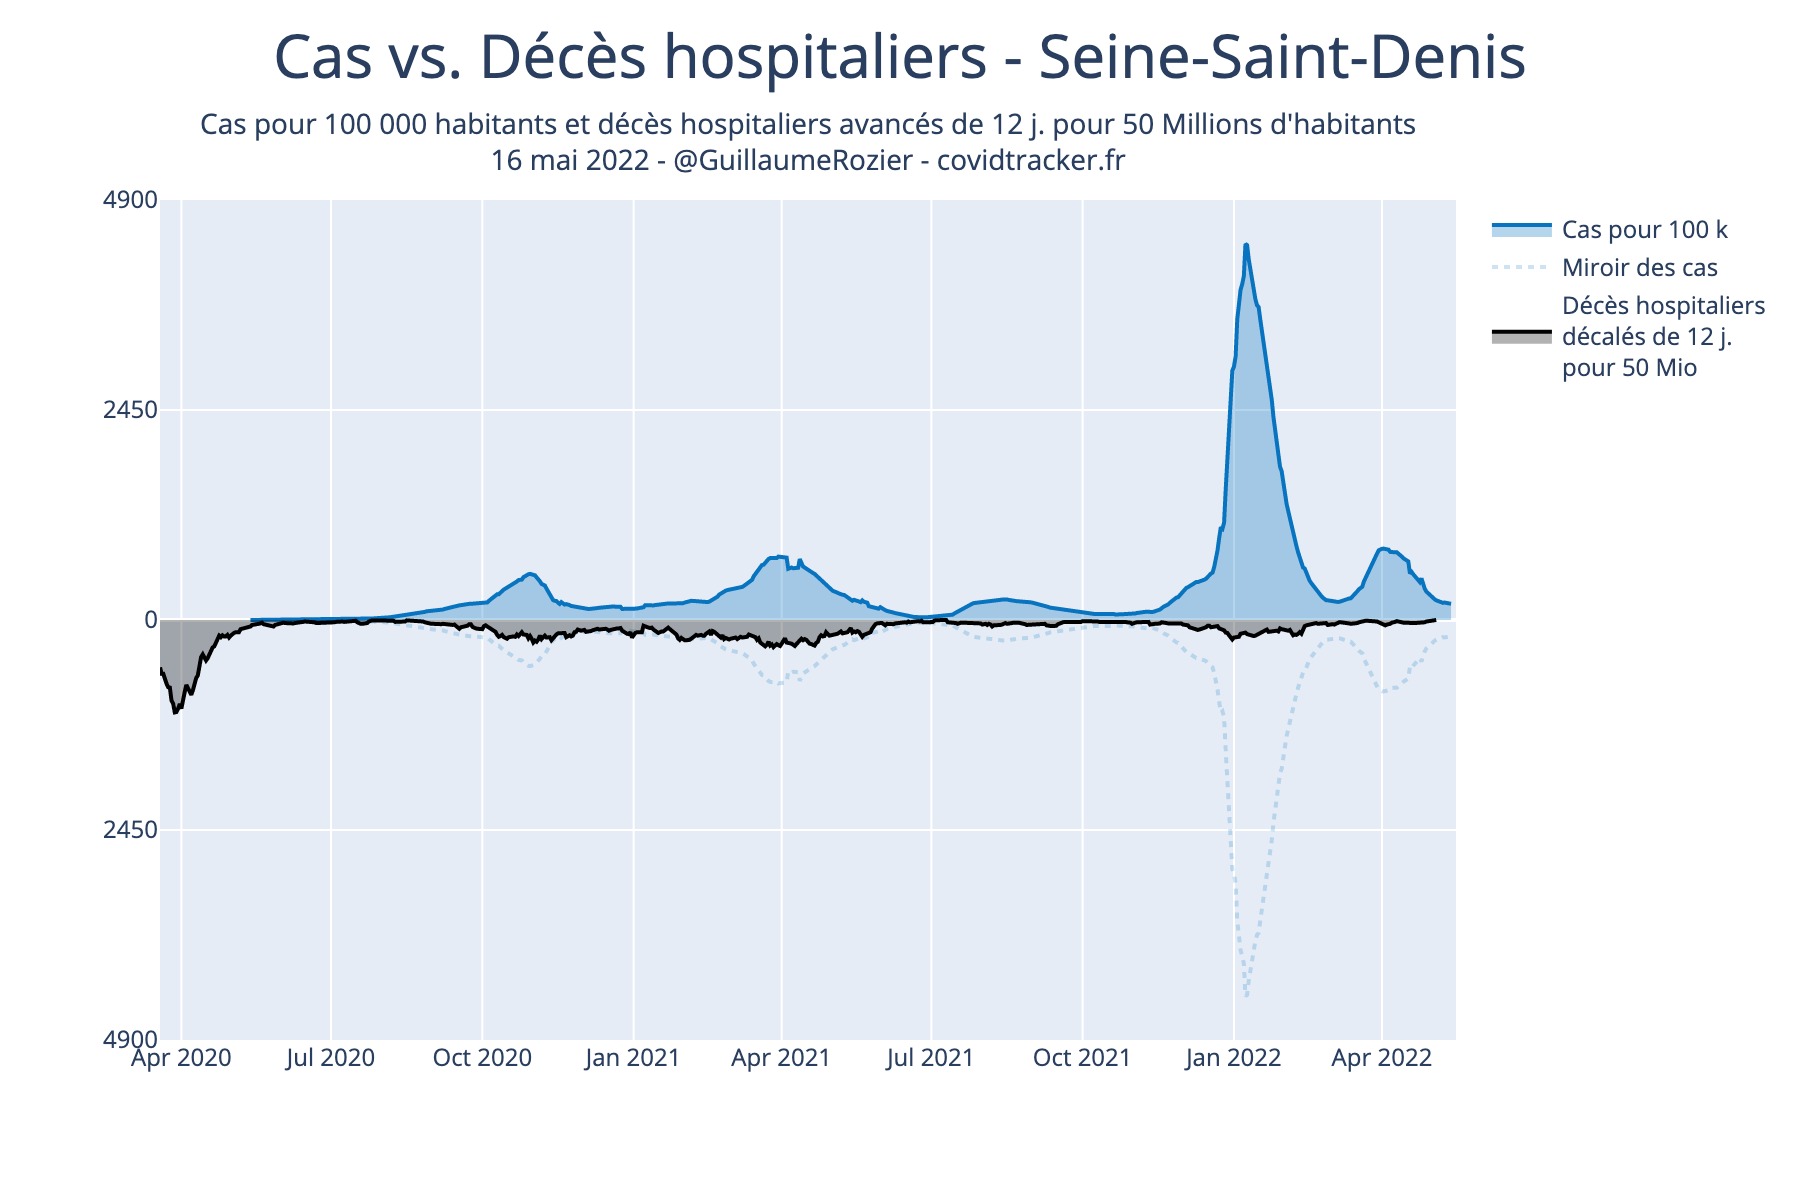 Cas vs. Décès hospitaliers - Seine-Saint-Denis
Cas pour 100 000 habitants et décès hospitaliers avancés de 12 j. pour 50 Millions d'habitants
16 mai 2022 - @GuillaumeRozier - covidtracker.fr
4900
2450
0
2450
4900
Apr 2020
Jul 2020
Oct 2020
Jan 2021
Apr 2021
Jul 2021
Oct 2021
Jan 2022
Apr 2022
Cas pour 100 k
Miroir des cas
Décès hospitaliers
décalés de 12 j.
pour 50 Mio